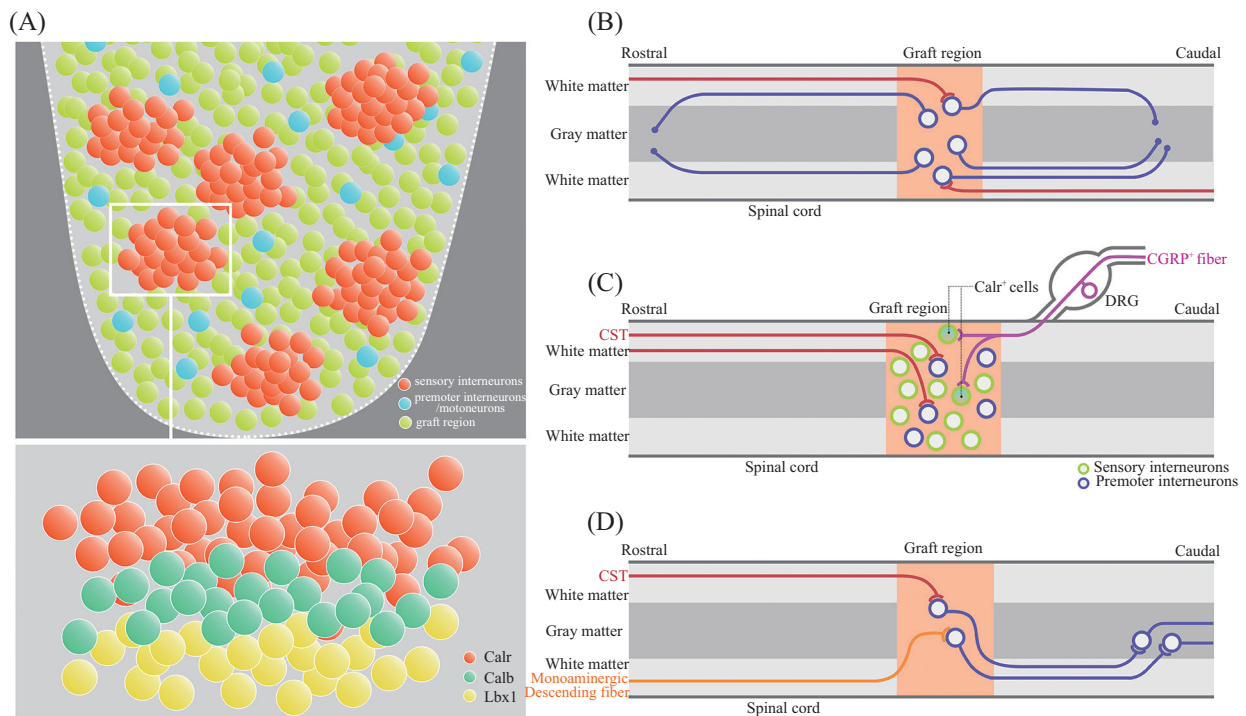 (A)
sensory interneurons
premoter interneurons
/motoneurons
graft region
Calr
Calb
Lbx1
(B)
Rostral
Graft region
Caudal
White matter
Gray matter
White matter
Spinal cord
(C)
Rostral
Graft region
Calr⁺ cells
CGRP⁺ fiber
DRG
Caudal
CST
White matter
Gray matter
White matter
Spinal cord
Sensory interneurons
Premoter interneurons
(D)
Rostral
Graft region
Caudal
CST
White matter
Gray matter
White matter
Monoaminergic
Descending fiber
Spinal cord